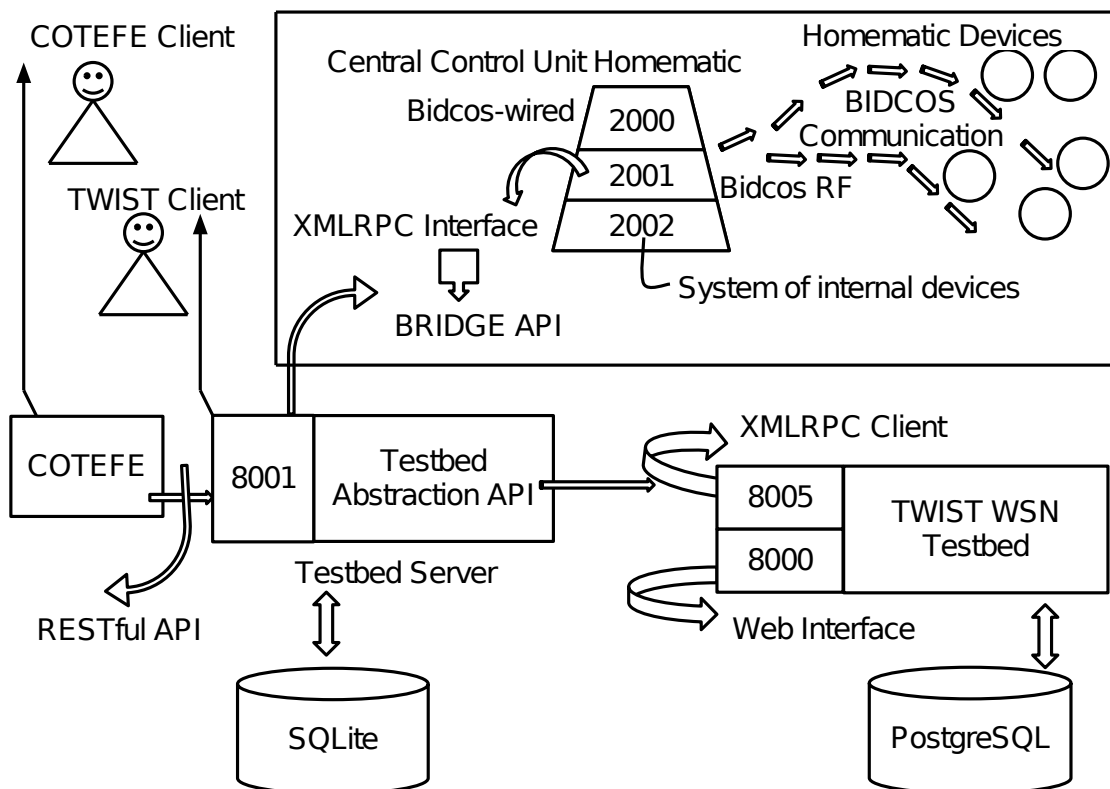 COTEFE Client
TWIST Client
Central Control Unit Homematic
Bidcos-wired
2000
2001
2002
Homematic Devices
BIDCOS
Communication
Bidcos RF
XMLRPC Interface
System of internal devices
BRIDGE API
COTEFE
8001
Testbed
Abstraction API
XMLRPC Client
8005
8000
TWIST WSN
Testbed
RESTful API
Testbed Server
Web Interface
SQLite
PostgreSQL